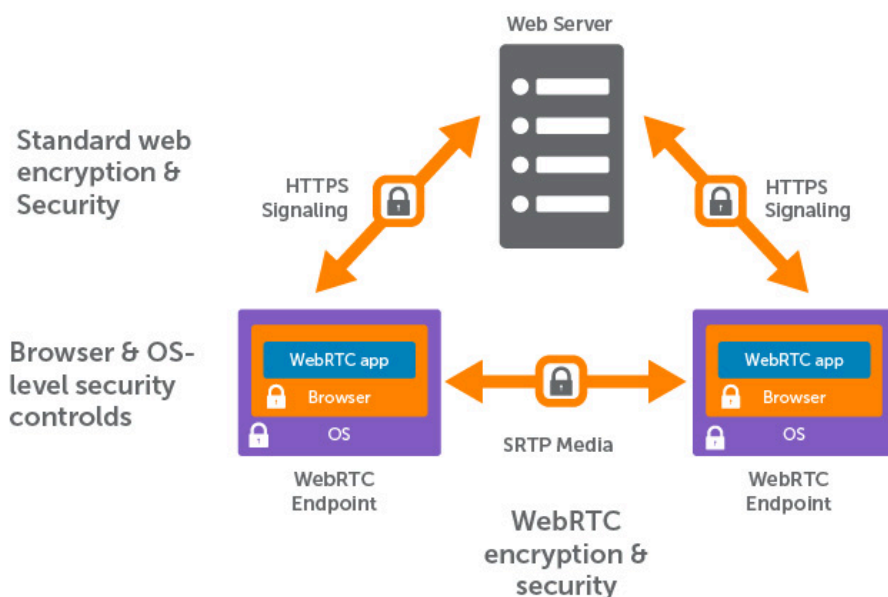 Web Server
Standard web
encryption &
Security
HTTPS
Signaling
HTTPS
Signaling
Browser & OS-
level security
controlds
WebRTC app
Browser
OS
WebRTC
Endpoint
SRTP Media
WebRTC app
Browser
OS
WebRTC
Endpoint
WebRTC
encryption &
security